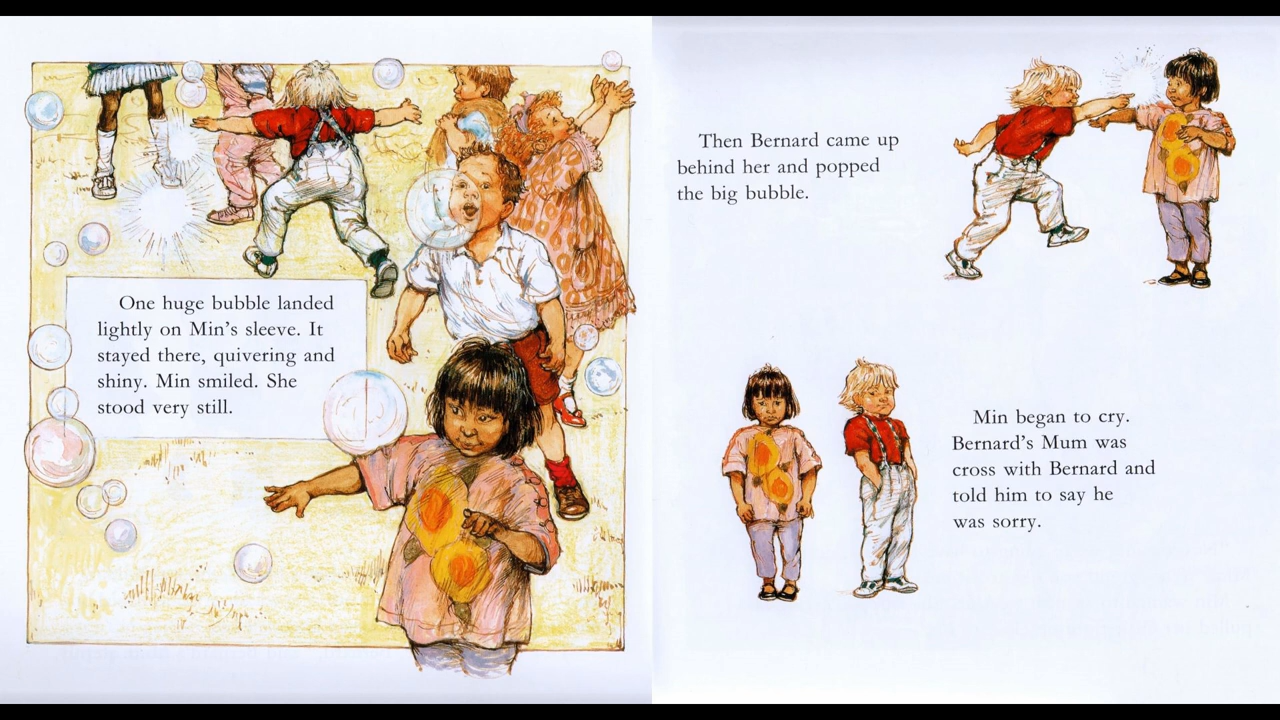 One huge bubble landed
lightly on Min's sleeve. It
stayed there, quivering and
shiny. Min smiled. She
stood very still.
Then Bernard came up
behind her and popped
the big bubble.
Min began to cry.
Bernard's Mum was
cross with Bernard and
told him to say he
was sorry.